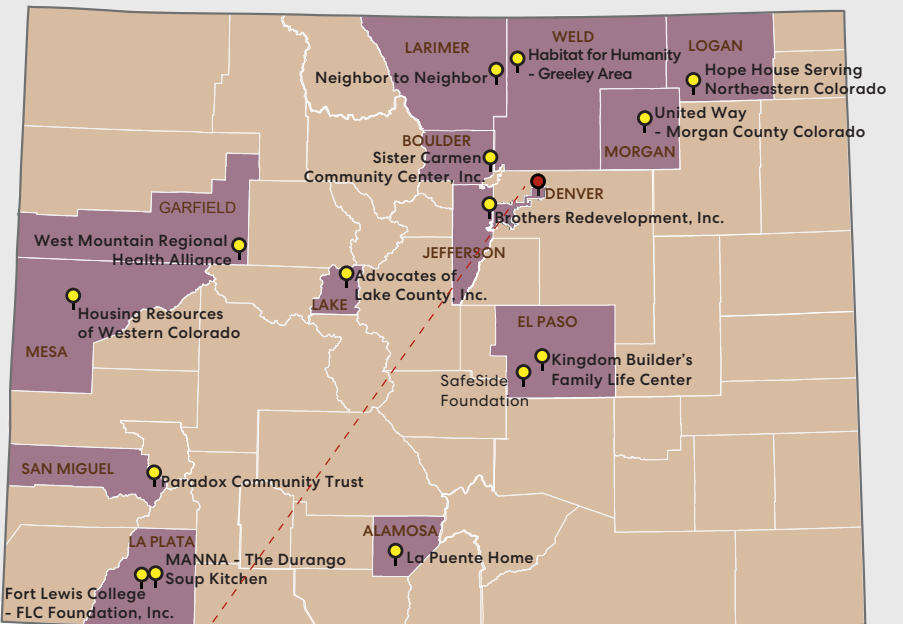 WELD
LARIMER
LOGAN
Habitat for Humanity
- Greeley Area
Neighbor to Neighbor
Hope House Serving
Northeastern Colorado
United Way
- Morgan County Colorado
MORGAN
BOULDER
Sister Carmen
Community Center, Inc.
DENVER
GARFIELD
Brothers Redevelopment, Inc.
West Mountain Regional
Health Alliance
JEFFERSON
Advocates of
Lake County, Inc.
LAKE
Housing Resources
of Western Colorado
MESA
EL PASO
Kingdom Builder's
Family Life Center
SafeSide
Foundation
SAN MIGUEL
Paradox Community Trust
ALAMOSA
La Puente Home
LA PLATA
MANNA - The Durango
Soup Kitchen
Fort Lewis College
- FLC Foundation, Inc.